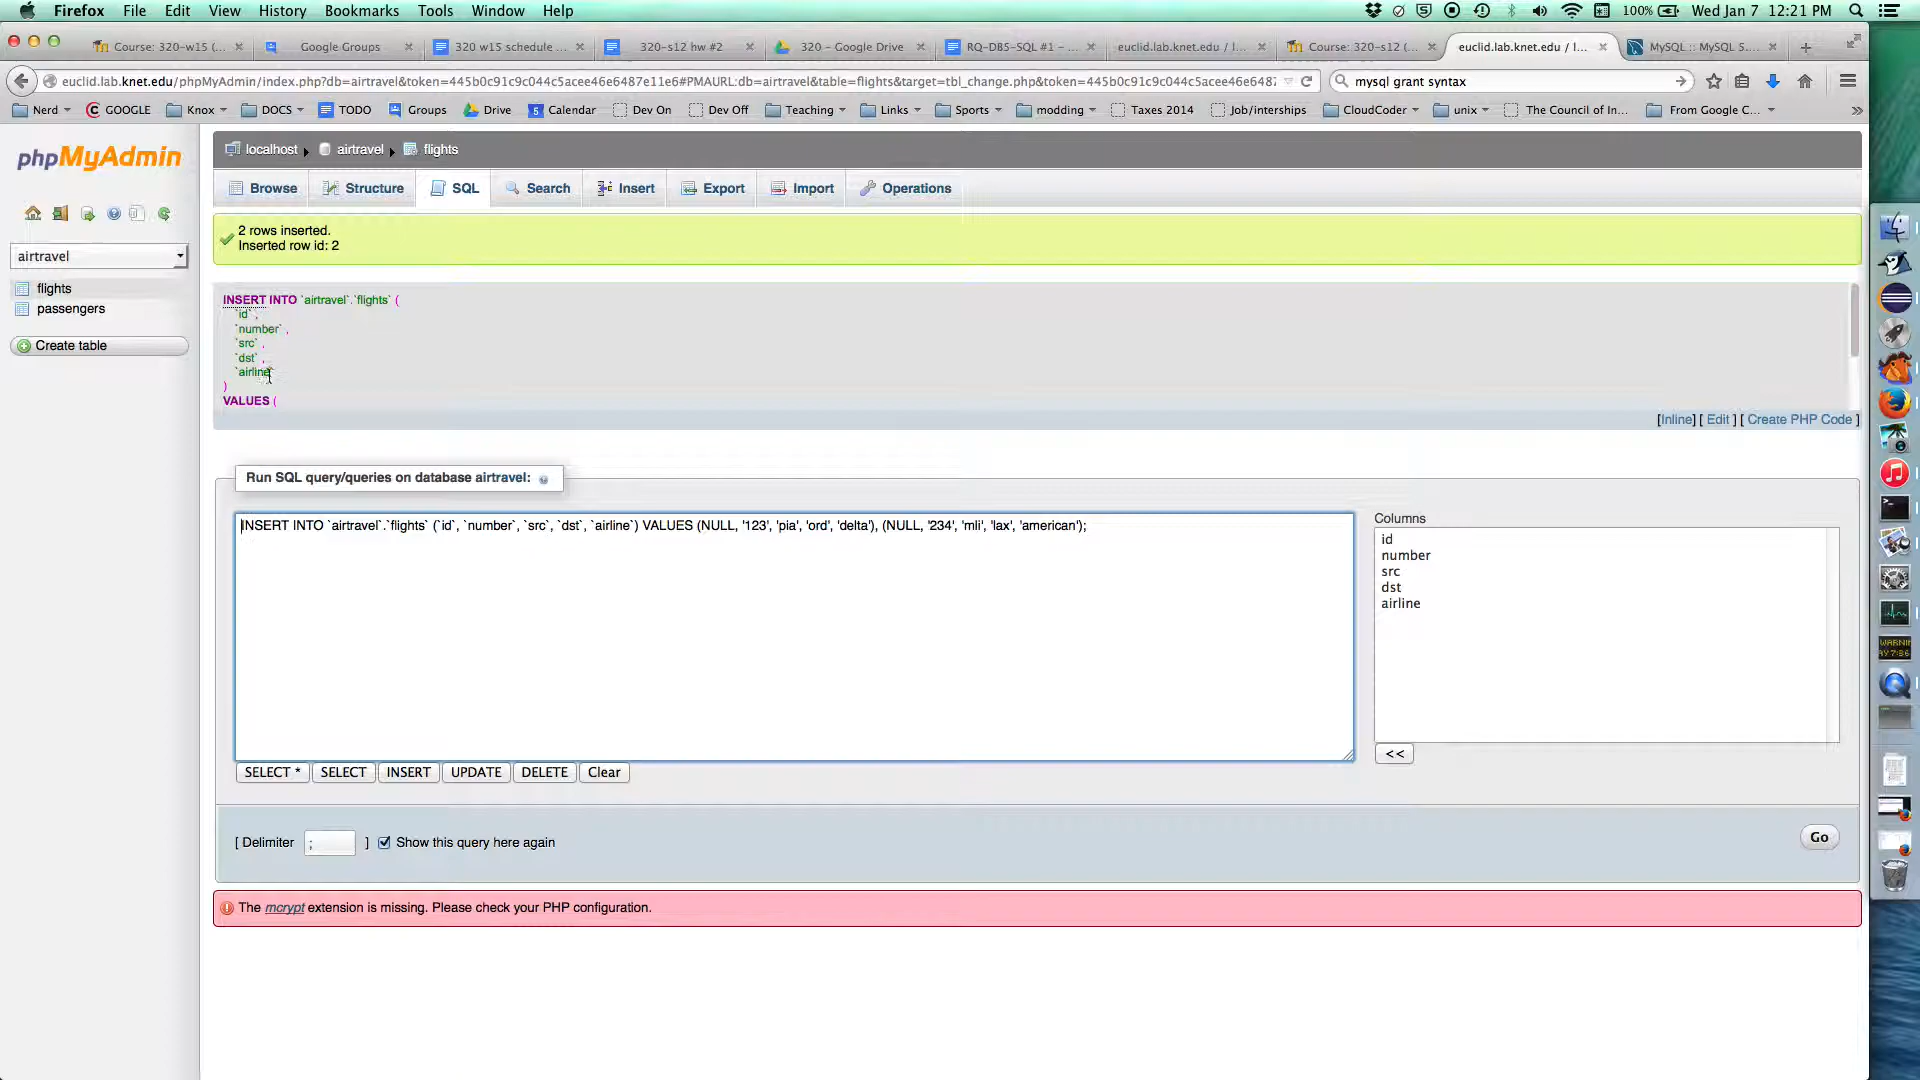 Firefox File Edit View History Bookmarks Tools Window Help 100% Wed Jan 7 12:21 PM
Course: 320-w15 (... Google Groups 320 w15 schedule ... 320-s12 hw #2 320 - Google Drive RQ-DB5-SQL #1 - ... euclid.lab.knet.edu / l... Course: 320-s12 (... euclid.lab.knet.edu / l... MySQL :: MySQL 5....
euclid.lab.knet.edu/phpMyAdmin/index.php?db=airtravel&token=445b0c91c9c044c5acee46e6487e11e6#PMAURL:db=airtravel&table=flights&target=tbl_change.php&token=445b0c91c9c044c5acee46e6487 mysql grant syntax
Nerd GOOGLE Knox DOCS TODO Groups Drive 5 Calendar Dev On Dev Off Teaching Links Sports modding Taxes 2014 Job/interships CloudCoder unix The Council of In... From Google C... »
phpMyAdmin
localhost airtravel flights
Browse Structure SQL Search Insert Export Import Operations
2 rows inserted.
Inserted row id: 2
airtravel
flights
passengers
Create table
INSERT INTO `airtravel`.`flights` (
`id` ,
`number` ,
`src` ,
`dst` ,
`airline`
)
VALUES (
[Inline] [ Edit ] [ Create PHP Code ]
Run SQL query/queries on database airtravel:
INSERT INTO `airtravel`.`flights` (`id`, `number`, `src`, `dst`, `airline`) VALUES (NULL, '123', 'pia', 'ord', 'delta'), (NULL, '234', 'mli', 'lax', 'american');
Columns
id
number
src
dst
airline
<<
SELECT * SELECT INSERT UPDATE DELETE Clear
[ Delimiter ; ] Show this query here again
Go
The mcrypt extension is missing. Please check your PHP configuration.